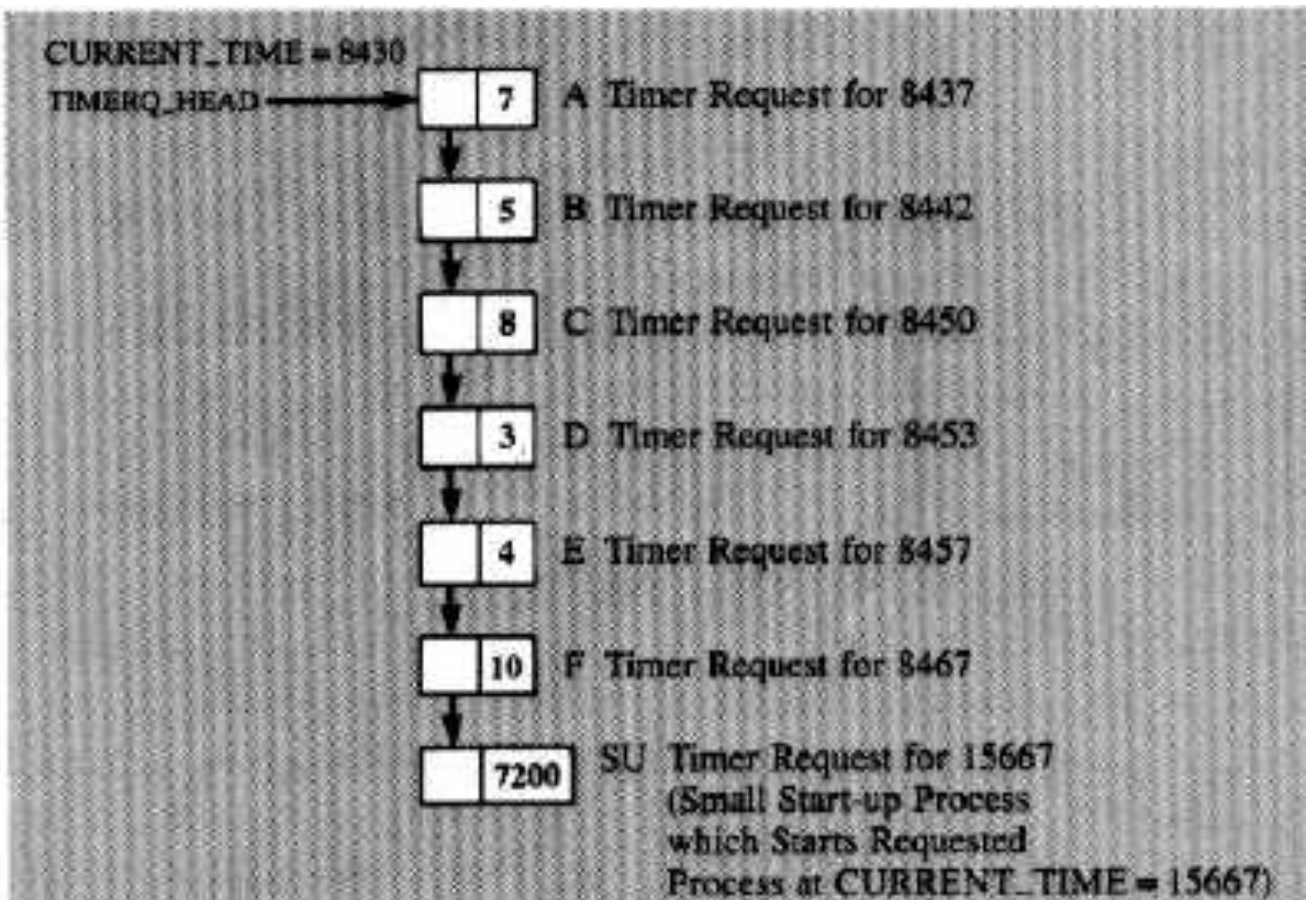 CURRENT_TIME = 8430
TIMERQ_HEAD
7 A Timer Request for 8437
5 B Timer Request for 8442
8 C Timer Request for 8450
3 D Timer Request for 8453
4 E Timer Request for 8457
10 F Timer Request for 8467
7200 SU Timer Request for 15667
(Small Start-up Process
which Starts Requested
Process at CURRENT_TIME = 15667)